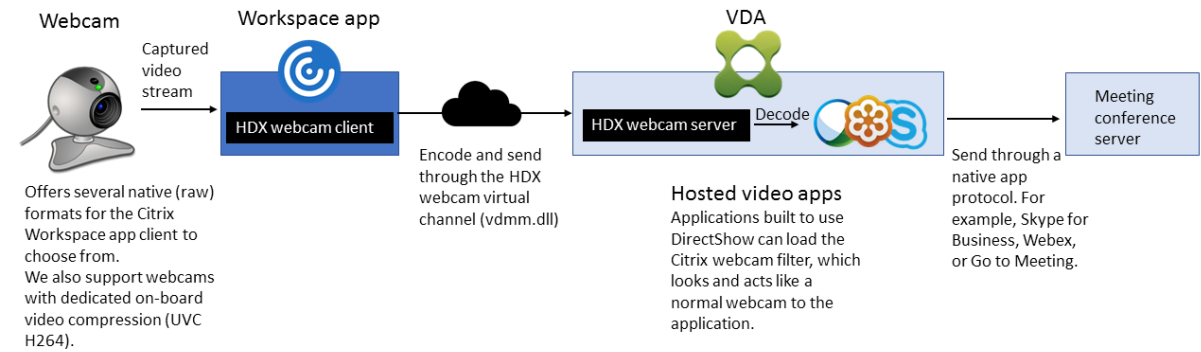 Webcam
Captured
video
stream
Offers several native (raw)
formats for the Citrix
Workspace app client to
choose from.
We also support webcams
with dedicated on-board
video compression (UVC
H264).
Workspace app
HDX webcam client
Encode and send
through the HDX
webcam virtual
channel (vdmm.dll)
VDA
HDX webcam server
Decode
S
Hosted video apps
Applications built to use
DirectShow can load the
Citrix webcam filter, which
looks and acts like a
normal webcam to the
application.
Send through a
native app
protocol. For
example, Skype for
Business, Webex,
or Go to Meeting.
Meeting
conference
server